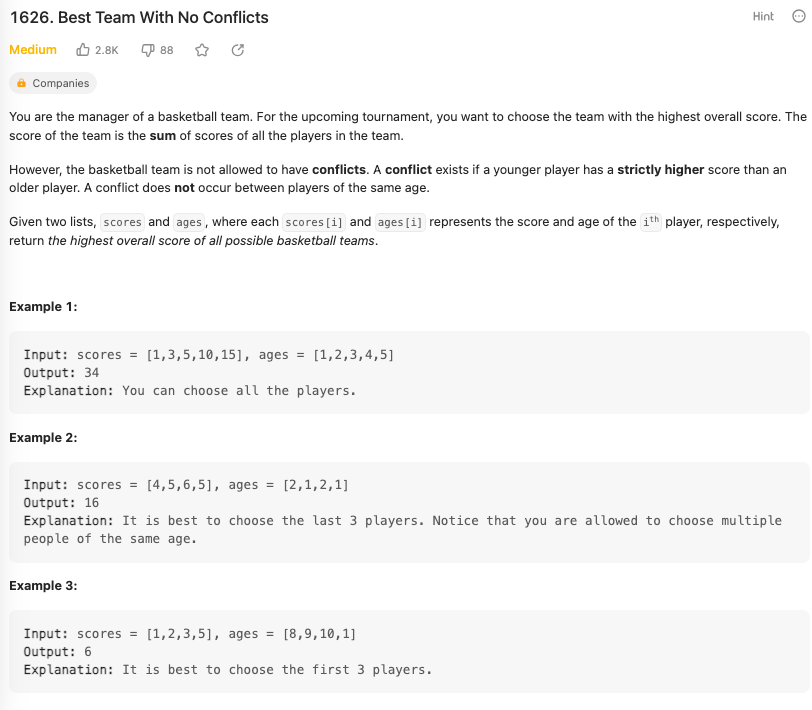 1626. Best Team With No Conflicts
Hint
Medium 2.8K 88
Companies
You are the manager of a basketball team. For the upcoming tournament, you want to choose the team with the highest overall score. The
score of the team is the sum of scores of all the players in the team.
However, the basketball team is not allowed to have conflicts. A conflict exists if a younger player has a strictly higher score than an
older player. A conflict does not occur between players of the same age.
Given two lists, scores and ages, where each scores[i] and ages[i] represents the score and age of the ith player, respectively,
return the highest overall score of all possible basketball teams.
Example 1:
Input: scores = [1,3,5,10,15], ages = [1,2,3,4,5]
Output: 34
Explanation: You can choose all the players.
Example 2:
Input: scores = [4,5,6,5], ages = [2,1,2,1]
Output: 16
Explanation: It is best to choose the last 3 players. Notice that you are allowed to choose multiple
people of the same age.
Example 3:
Input: scores = [1,2,3,5], ages = [8,9,10,1]
Output: 6
Explanation: It is best to choose the first 3 players.